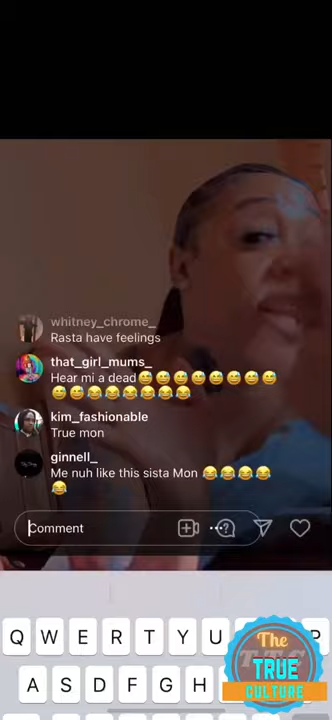 whitney_chrome_
Rasta have feelings
that_girl_mums_
Hear mi a dead😅😅😅😅😅😅😅
😅😅😂😂😂😂😂😂
kim_fashionable
True mon
ginnell_
Me nuh like this sista Mon 😂😂😂😂
😂
Comment
Q W E R T Y U P
A S D F G H
The
TRUE
CULTURE